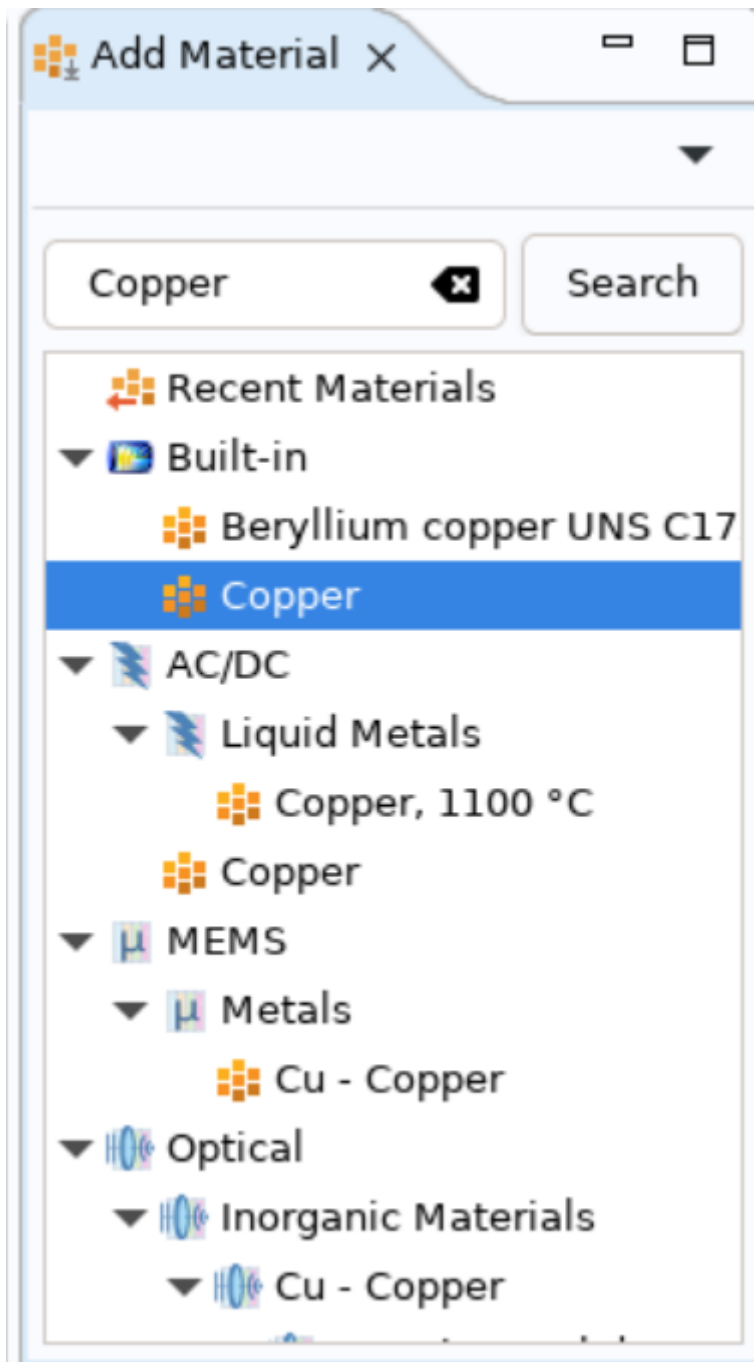 Add Material
Copper
Search
Recent Materials
Built-in
Beryllium copper UNS C17
Copper
AC/DC
Liquid Metals
Copper, 1100 °C
Copper
µ MEMS
µ Metals
Cu - Copper
Optical
Inorganic Materials
Cu - Copper